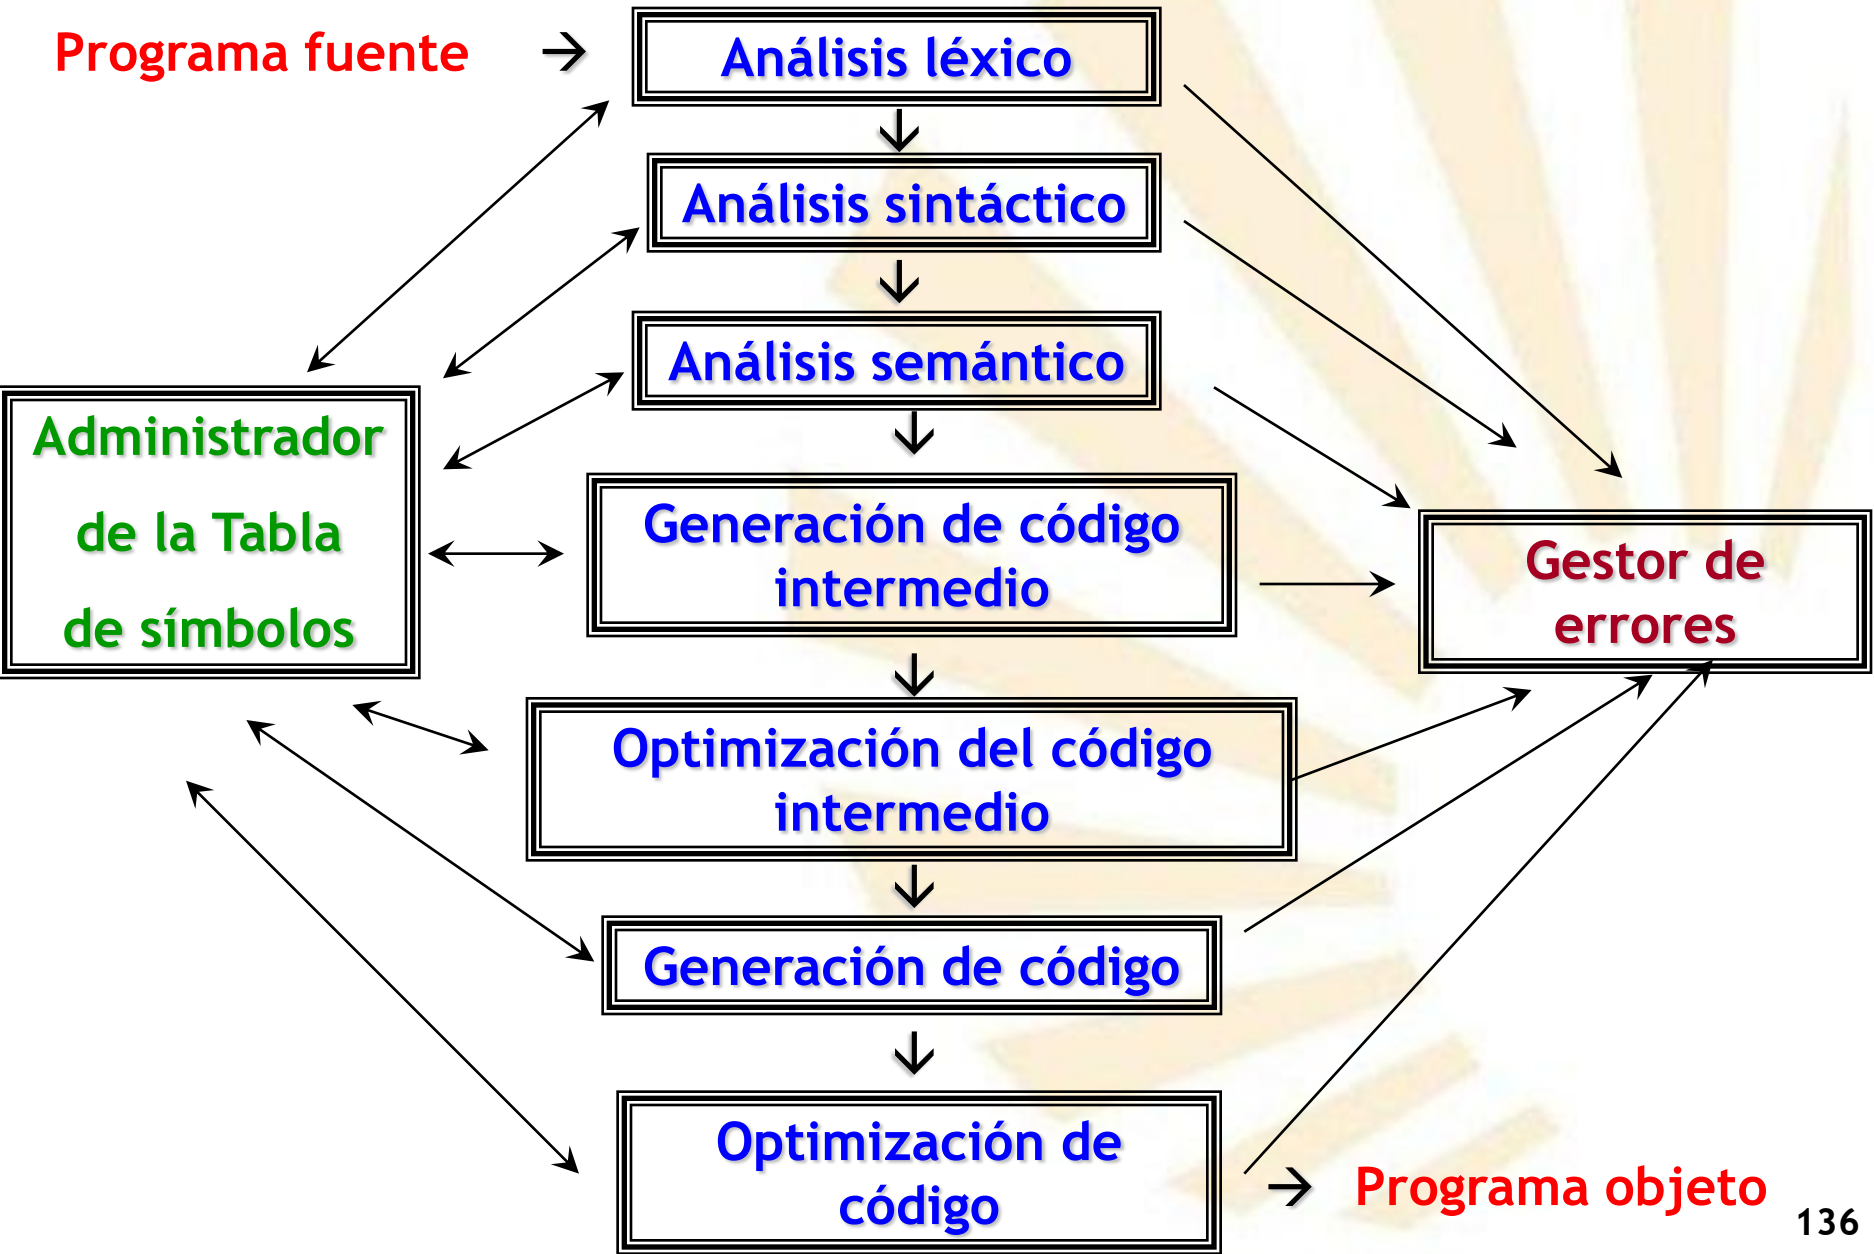 Programa fuente → Análisis léxico
Análisis sintáctico
Análisis semántico
Administrador
de la Tabla
de símbolos
Generación de código
intermedio
Gestor de
errores
Optimización del código
intermedio
Generación de código
Optimización de
código
→ Programa objeto
136